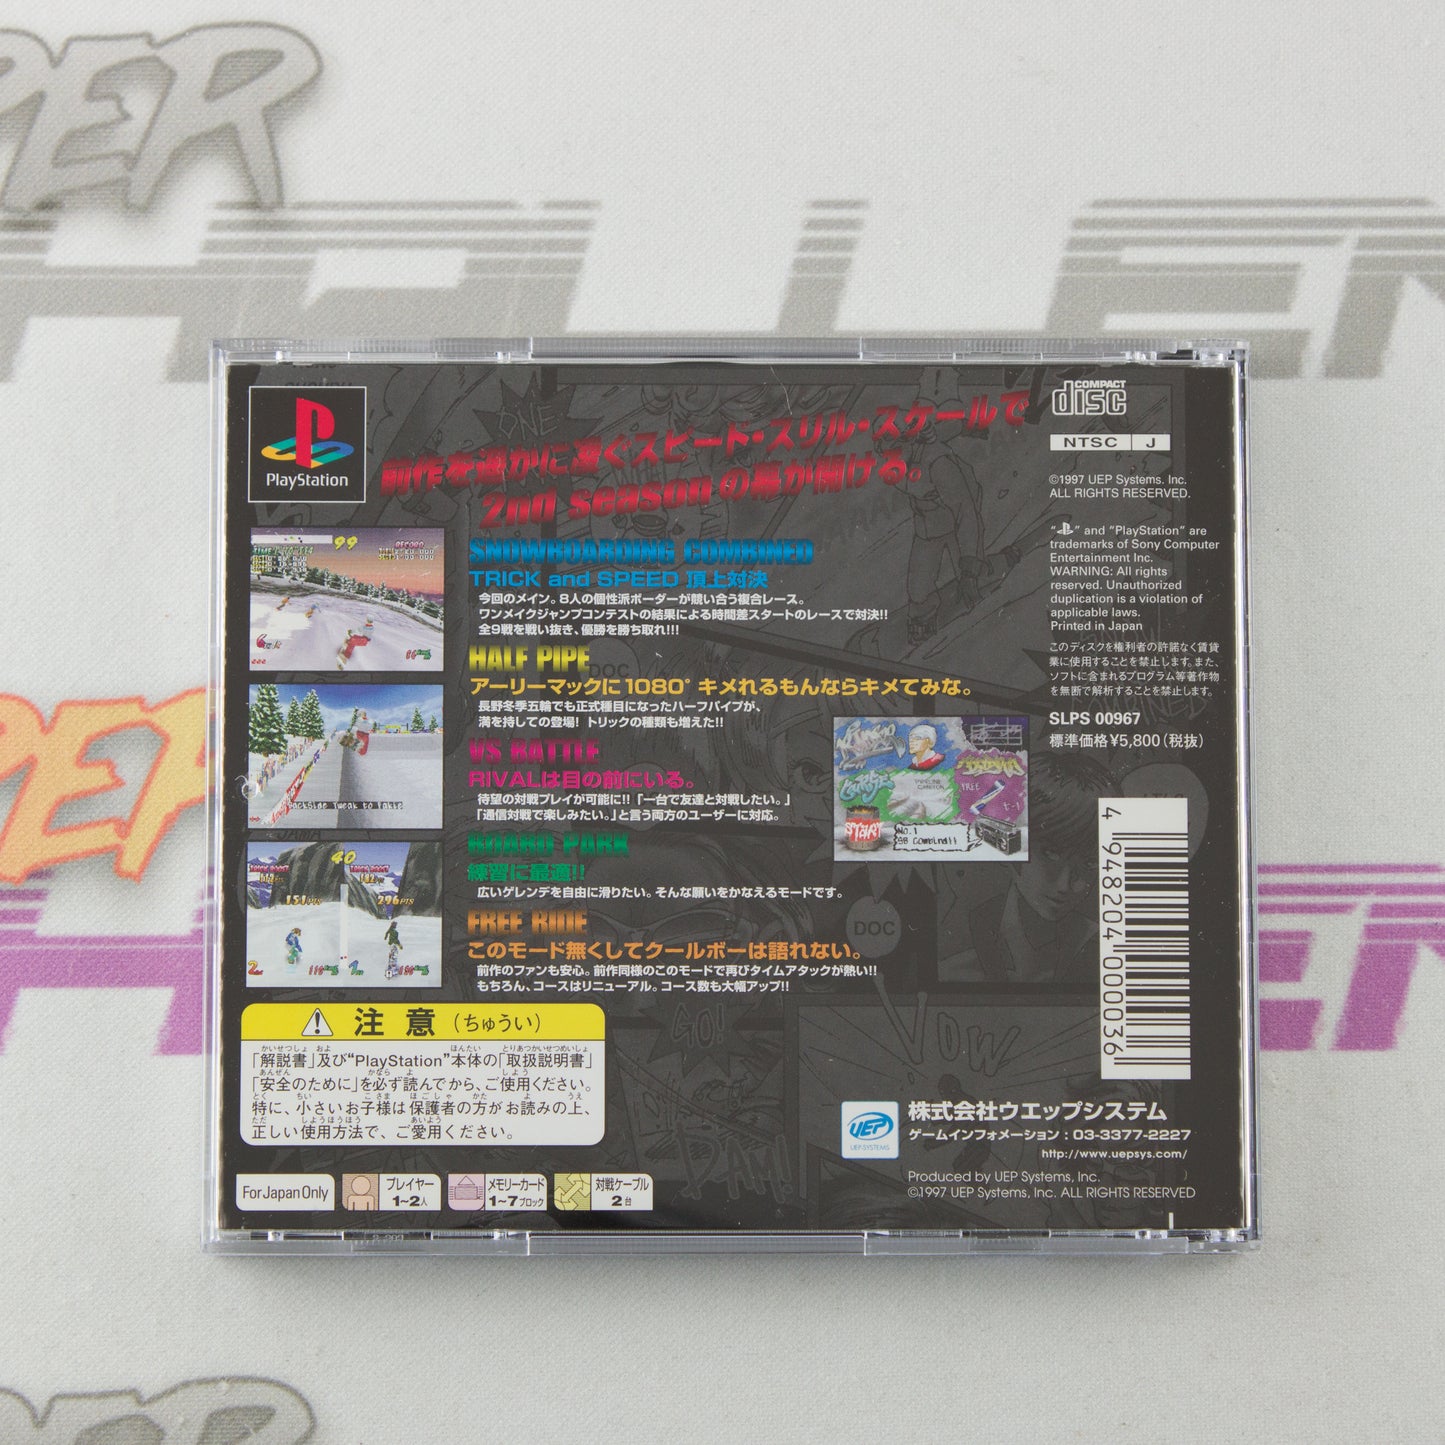 PER
PlayStation
前作を遥かに凌ぐスピード・スリル・スケールで
2nd seasonの幕が開ける。
COMPACT
disc
NTSC J
©1997 UEP Systems. Inc.
ALL RIGHTS RESERVED.
" " and "PlayStation" are
trademarks of Sony Computer
Entertainment Inc.
WARNING: All rights
reserved. Unauthorized
duplication is a violation of
applicable laws.
Printed in Japan
このディスクを権利者の許諾なく賃貸
業に使用することを禁止します。また、
ソフトに含まれるプログラム等著作物
を無断で解析することを禁止します。
SLPS 00967
標準価格¥5,800(税抜)
SNOWBOARDING COMBINED
TRICK and SPEED 頂上対決
今回のメイン。8人の個性派ボーダーが競い合う複合レース。
ワンメイクジャンプコンテストの結果による時間差スタートのレースで対決!!
全9戦を戦い抜き、優勝を勝ち取れ!!!
HALF PIPE
アーリーマックに1080°キメれるもんならキメてみな。
長野冬季五輪でも正式種目になったハーフパイプが、
満を持しての登場! トリックの種類も増えた!!
VS BATTLE
RIVALは目の前にいる。
待望の対戦プレイが可能に!!「一台で友達と対戦したい。」
「通信対戦で楽しみたい。」と言う両方のユーザーに対応。
BOARD PARK
練習に最適!!
広いゲレンデを自由に滑りたい。そんな願いをかなえるモードです。
FREE RIDE
このモード無くしてクールボーは語れない。
前作のファンも安心。前作同様のこのモードで再びタイムアタックが熱い!!
もちろん、コースはリニューアル。コース数も大幅アップ!!
99
RECORD
Backside Tweak to Fakie
40
151PTS
296PTS
START
FREE
No.1
DOC
DOC
ONE
GO!
WOW
DAM!
4 948204 000036
注意(ちゅうい)
「解説書」及び"PlayStation"本体の「取扱説明書」
「安全のために」を必ず読んでから、ご使用ください。
特に、小さいお子様は保護者の方がお読みの上、
正しい使用方法で、ご愛用ください。
For Japan Only
プレイヤー
1~2人
メモリーカード
1~7ブロック
対戦ケーブル
2台
UEP
UEP SYSTEMS
株式会社ウエップシステム
ゲームインフォメーション:03-3377-2227
http://www.uepsys.com/
Produced by UEP Systems, Inc.
©1997 UEP Systems, Inc. ALL RIGHTS RESERVED
PER
PER